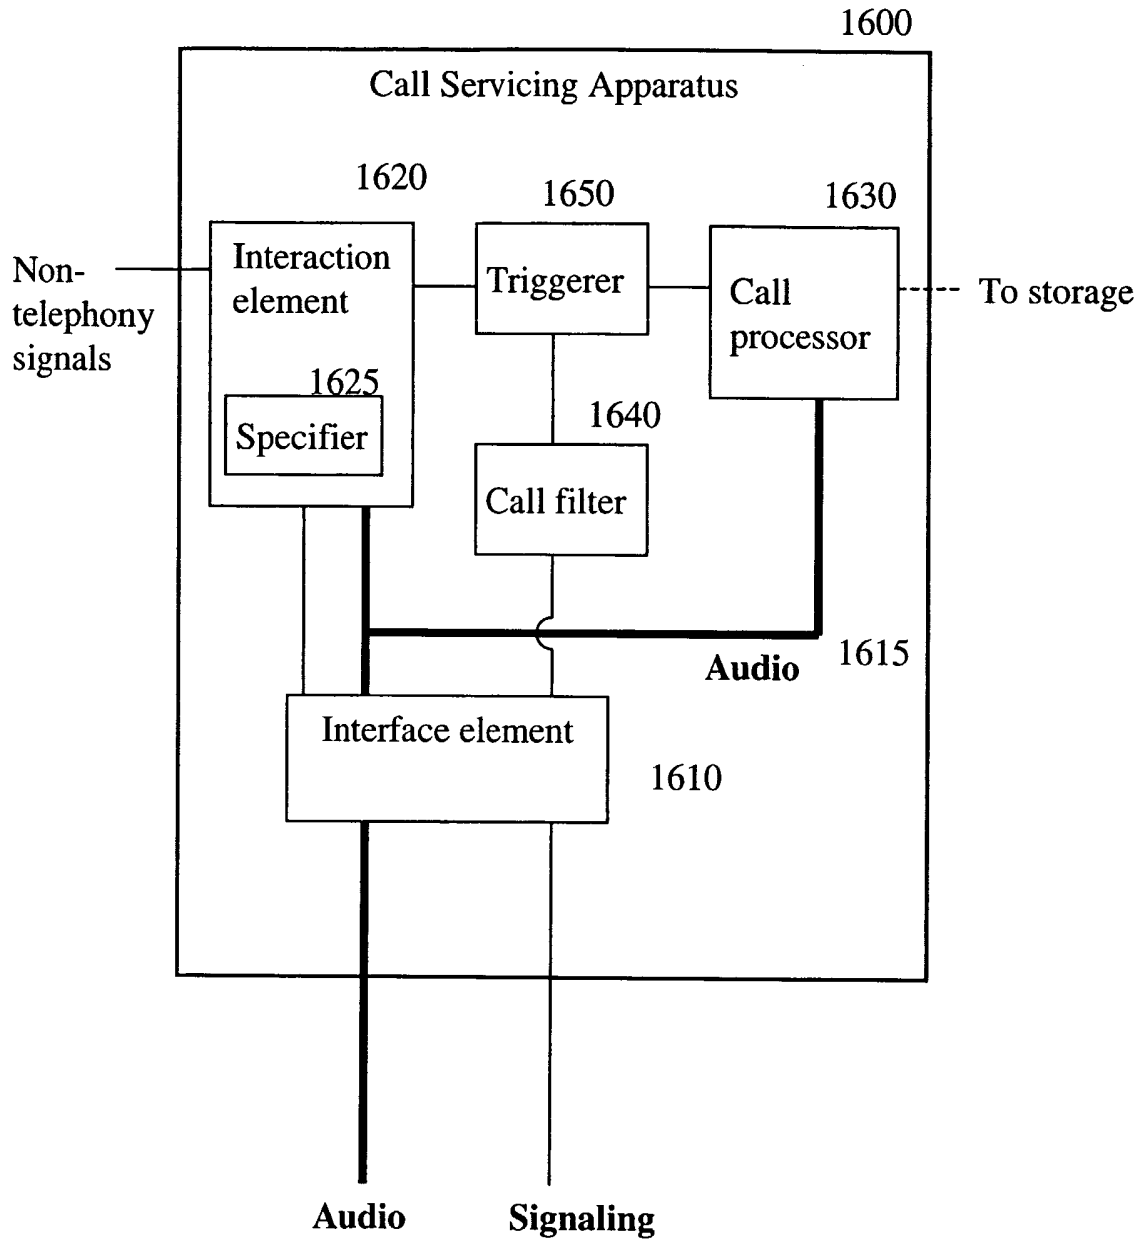 1600
Call Servicing Apparatus
1620
1650
1630
Non-
telephony
signals
Interaction
element
Triggerer
Call
processor
To storage
1625
Specifier
1640
Call filter
Audio
1615
Interface element
1610
Audio
Signaling